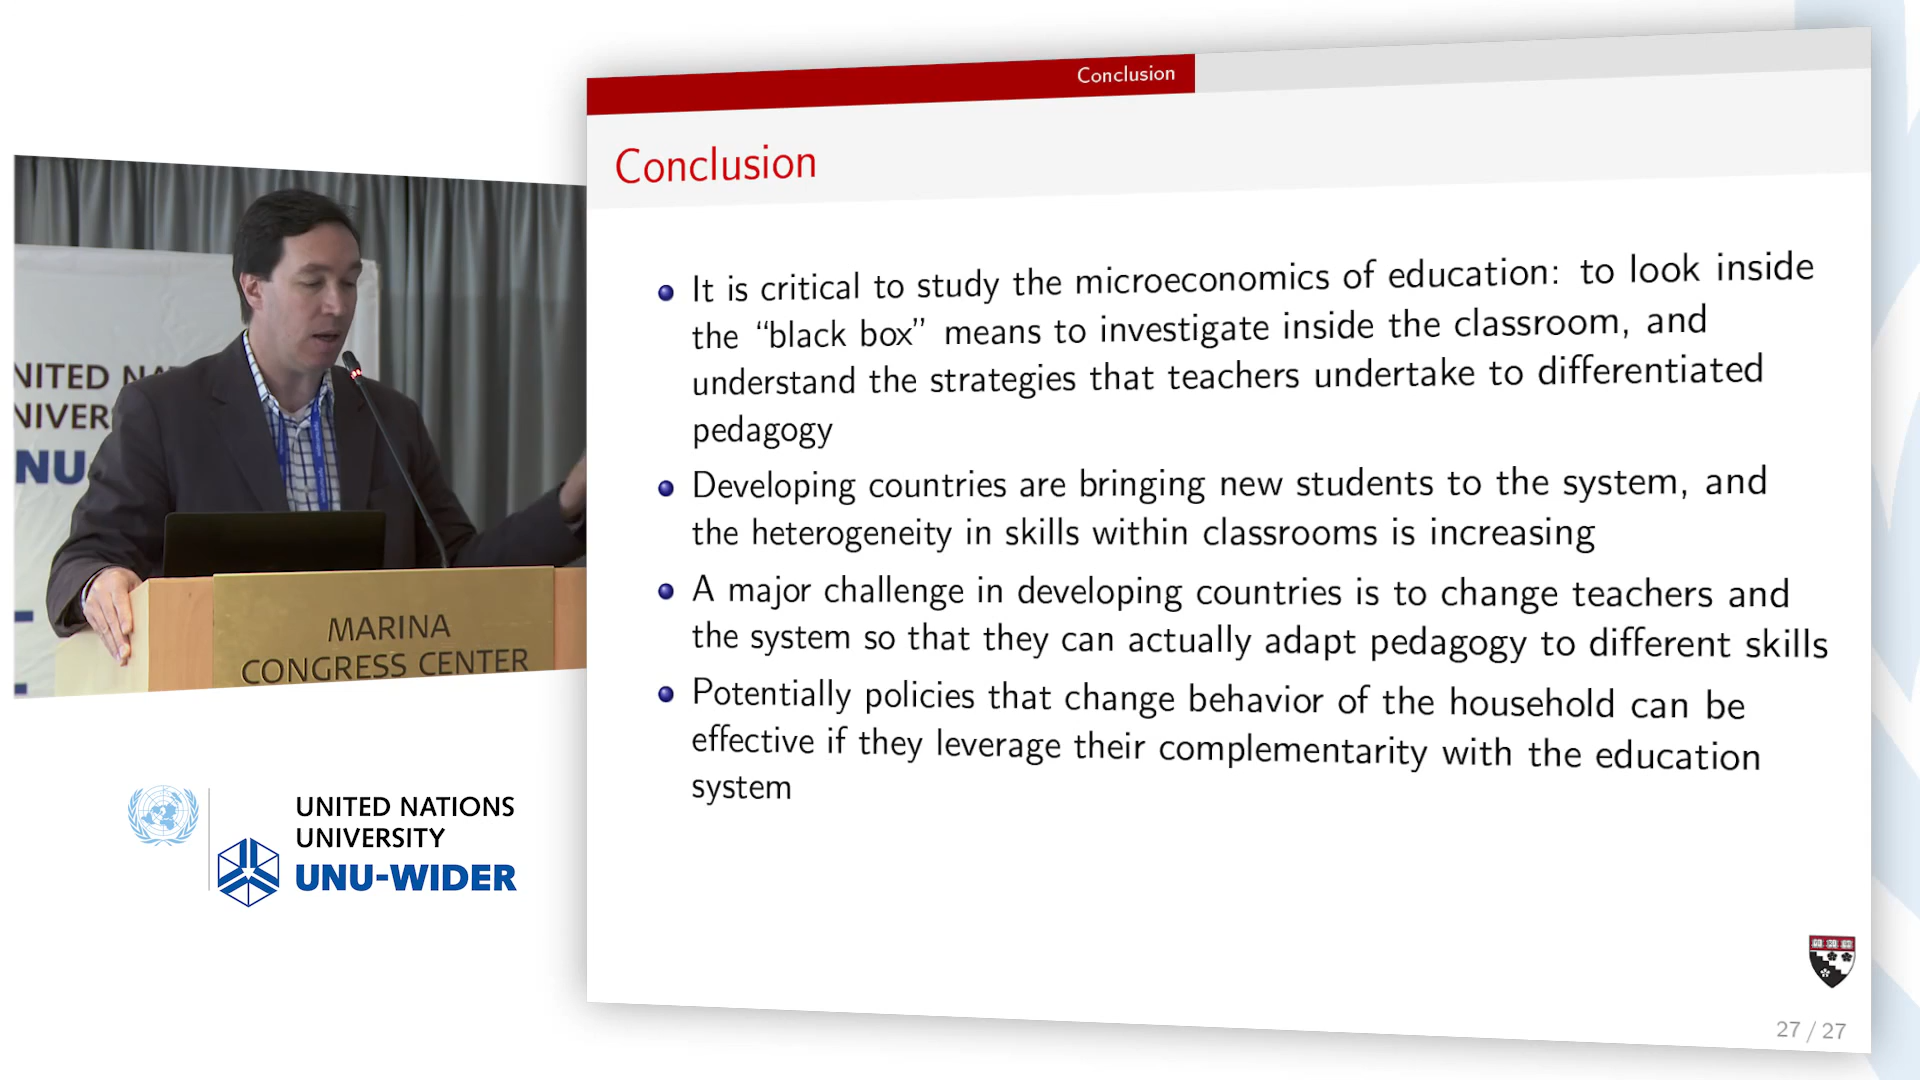 Conclusion
Conclusion
It is critical to study the microeconomics of education: to look inside
the “black box” means to investigate inside the classroom, and
understand the strategies that teachers undertake to differentiated
pedagogy
Developing countries are bringing new students to the system, and
the heterogeneity in skills within classrooms is increasing
A major challenge in developing countries is to change teachers and
the system so that they can actually adapt pedagogy to different skills
Potentially policies that change behavior of the household can be
effective if they leverage their complementarity with the education
system
27 / 27
NITED NA
NIVER
NU
MARINA
CONGRESS CENTER
UNITED NATIONS
UNIVERSITY
UNU-WIDER